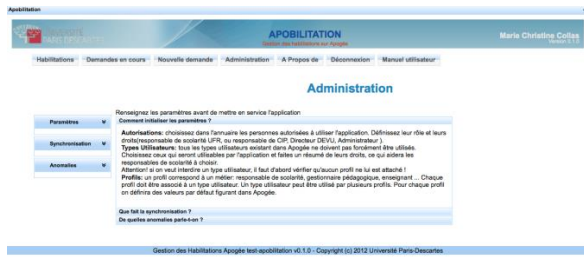 Apobilitation
APOBILITATION
Gestion des habilitations sur Apogée
Marie Christine Collas
Version 0.1.0
Habilitations Demandes en cours Nouvelle demande Administration A Propos de Déconnexion Manuel utilisateur
Administration
Renseignez les paramètres avant de mettre en service l'application
Paramètres
Comment initialiser les paramètres ?
Autorisations: choisissez dans l'annuaire les personnes autorisées à utiliser l'application. Définissez leur rôle et leurs
droits(responsable de scolarité UFR, ou responsable de CIP, Directeur DEVU, Administrateur ).
Synchronisation
Types Utilisateurs: tous les types utilisateurs existant dans Apogée ne doivent pas forcément être utilisés.
Choisissez ceux qui seront utilisables par l'application et faites un résumé de leurs droits, ce qui aidera les
responsables de scolarité à choisir.
Anomalies
Attention! si on veut interdire un type utilisateur, il faut d'abord vérifier qu'aucun profil ne lui est attaché !
Profils: un profil correspond à un métier: responsable de scolarité, gestionnaire pédagogique, enseignant ... Chaque
profil doit être associé à un type utilisateur. Un type utilisateur peut être utilisé par plusieurs profils. Pour chaque profil
on définira des valeurs par défaut figurant dans Apogée.
Que fait la synchronisation ?
De quelles anomalies parle-t-on ?
Gestion des Habilitations Apogée test-apobilitation v0.1.0 - Copyright (c) 2012 Université Paris-Descartes